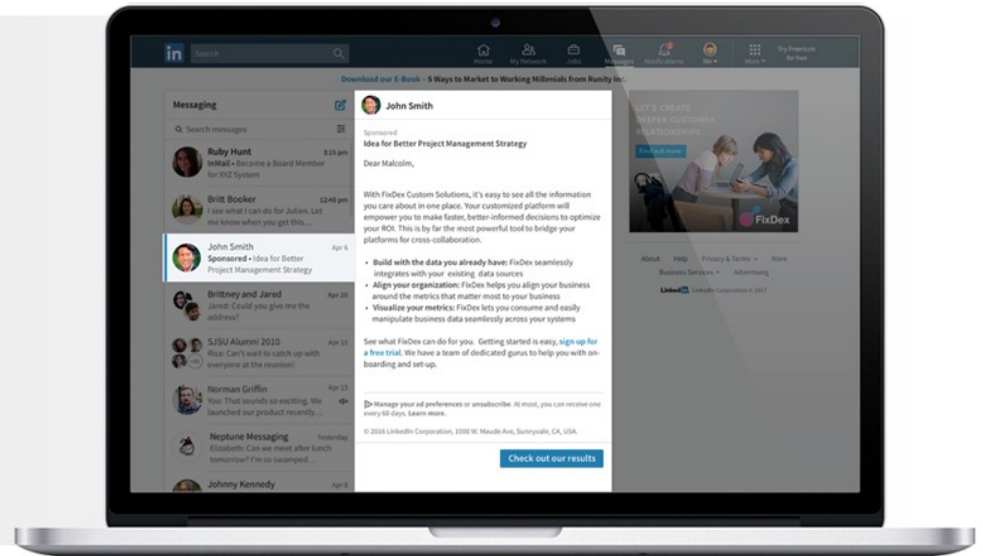 in
Search
Home
My Network
Jobs
Messages
Notifications
Me
More
Try Premium
for free
Download our E-Book - 5 Ways to Market to Working Millenials from Runity Inc.
Messaging
Search messages
Ruby Hunt 3:15 pm
InMail • Become a Board Member
for XYZ System
Britt Booker 12:40 pm
I see what I can do for Julien. Let
me know when you get this...
John Smith Apr 6
Sponsored • Idea for Better
Project Management Strategy
Brittney and Jared Apr 20
Jared: Could you give me the
address?
SJSU Alumni 2010 Apr 15
Risa: Can't wait to catch up with
everyone at the reunion!
Norman Griffin Apr 13
You: That sounds so exciting. We
launched our product recently...
Neptune Messaging Yesterday
Elizabeth: Can we meet after lunch
tomorrow? I'm so swamped...
Johnny Kennedy Apr 8
John Smith
Sponsored
Idea for Better Project Management Strategy
Dear Malcolm,
With FixDex Custom Solutions, it's easy to see all the information
you care about in one place. Your customized platform will
empower you to make faster, better-informed decisions to optimize
your ROI. This is by far the most powerful tool to bridge your
platforms for cross-collaboration.
• Build with the data you already have: FixDex seamlessly
integrates with your existing data sources
• Align your organization: FixDex helps you align your business
around the metrics that matter most to your business
• Visualize your metrics: FixDex lets you consume and easily
manipulate business data seamlessly across your systems
See what FixDex can do for you. Getting started is easy, sign up for
a free trial. We have a team of dedicated gurus to help you with on-
boarding and set-up.
Manage your ad preferences or unsubscribe. At most, you can receive one
every 60 days. Learn more.
© 2016 LinkedIn Corporation, 1000 W. Maude Ave, Sunnyvale, CA, USA.
Check out our results
LET'S CREATE
DEEPER CUSTOMER
RELATIONSHIPS.
Find out more
FixDex
About Help Privacy & Terms More
Business Services Advertising
LinkedIn LinkedIn Corporation © 2017